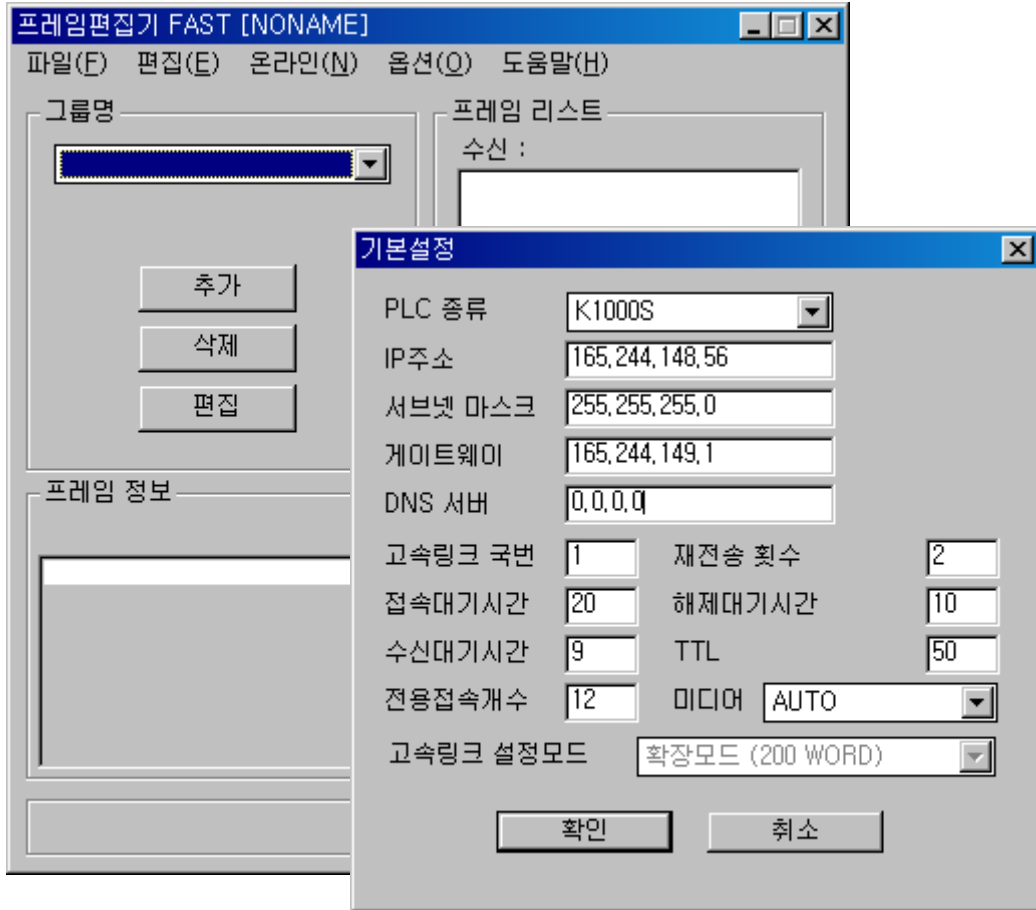 프레임편집기 FAST [NONAME]
파일(F) 편집(E) 온라인(N) 옵션(O) 도움말(H)
그룹명
프레임 리스트
수신 :
추가
삭제
편집
프레임 정보
기본설정
PLC 종류 K1000S
IP주소 165,244,148,56
서브넷 마스크 255,255,255,0
게이트웨이 165,244,149,1
DNS 서버 0,0,0,0
고속링크 국번 1 재전송 횟수 2
접속대기시간 20 해제대기시간 10
수신대기시간 9 TTL 50
전용접속개수 12 미디어 AUTO
고속링크 설정모드 확장모드 (200 WORD)
확인 취소